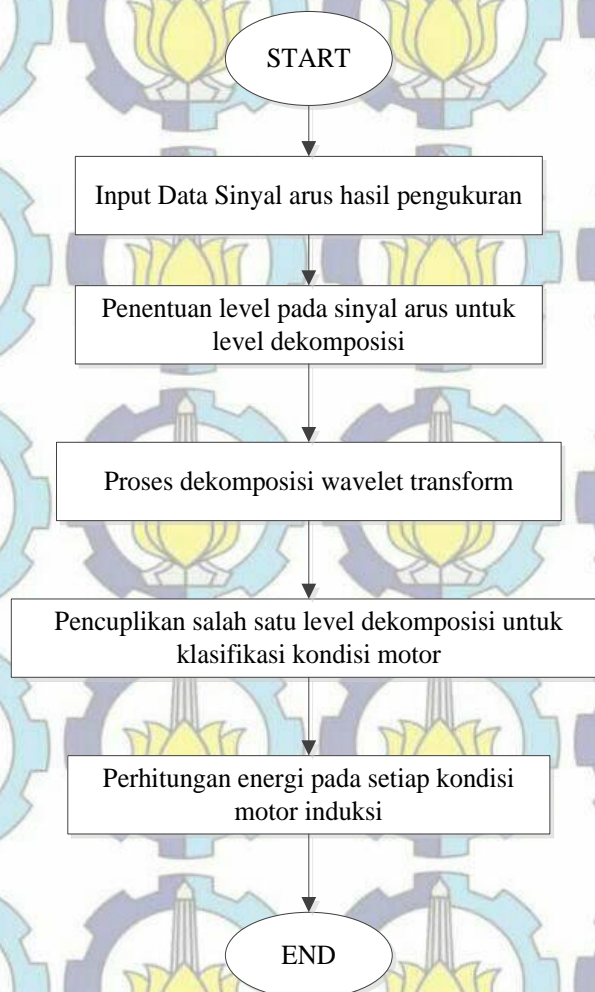 START
Input Data Sinyal arus hasil pengukuran
Penentuan level pada sinyal arus untuk
level dekomposisi
Proses dekomposisi wavelet transform
Pencuplikan salah satu level dekomposisi untuk
klasifikasi kondisi motor
Perhitungan energi pada setiap kondisi
motor induksi
END